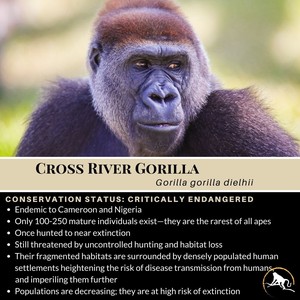 CROSS RIVER GORILLA
Gorilla gorilla dielhii
CONSERVATION STATUS: CRITICALLY ENDANGERED
• Endemic to Cameroon and Nigeria
• Only 100-250 mature individuals exist—they are the rarest of all apes
• Once hunted to near extinction
• Still threatened by uncontrolled hunting and habitat loss
• Their fragmented habitats are surrounded by densely populated human
settlements heightening the risk of disease transmission from humans
and imperiling them further
• Populations are decreasing; they are at high risk of extinction